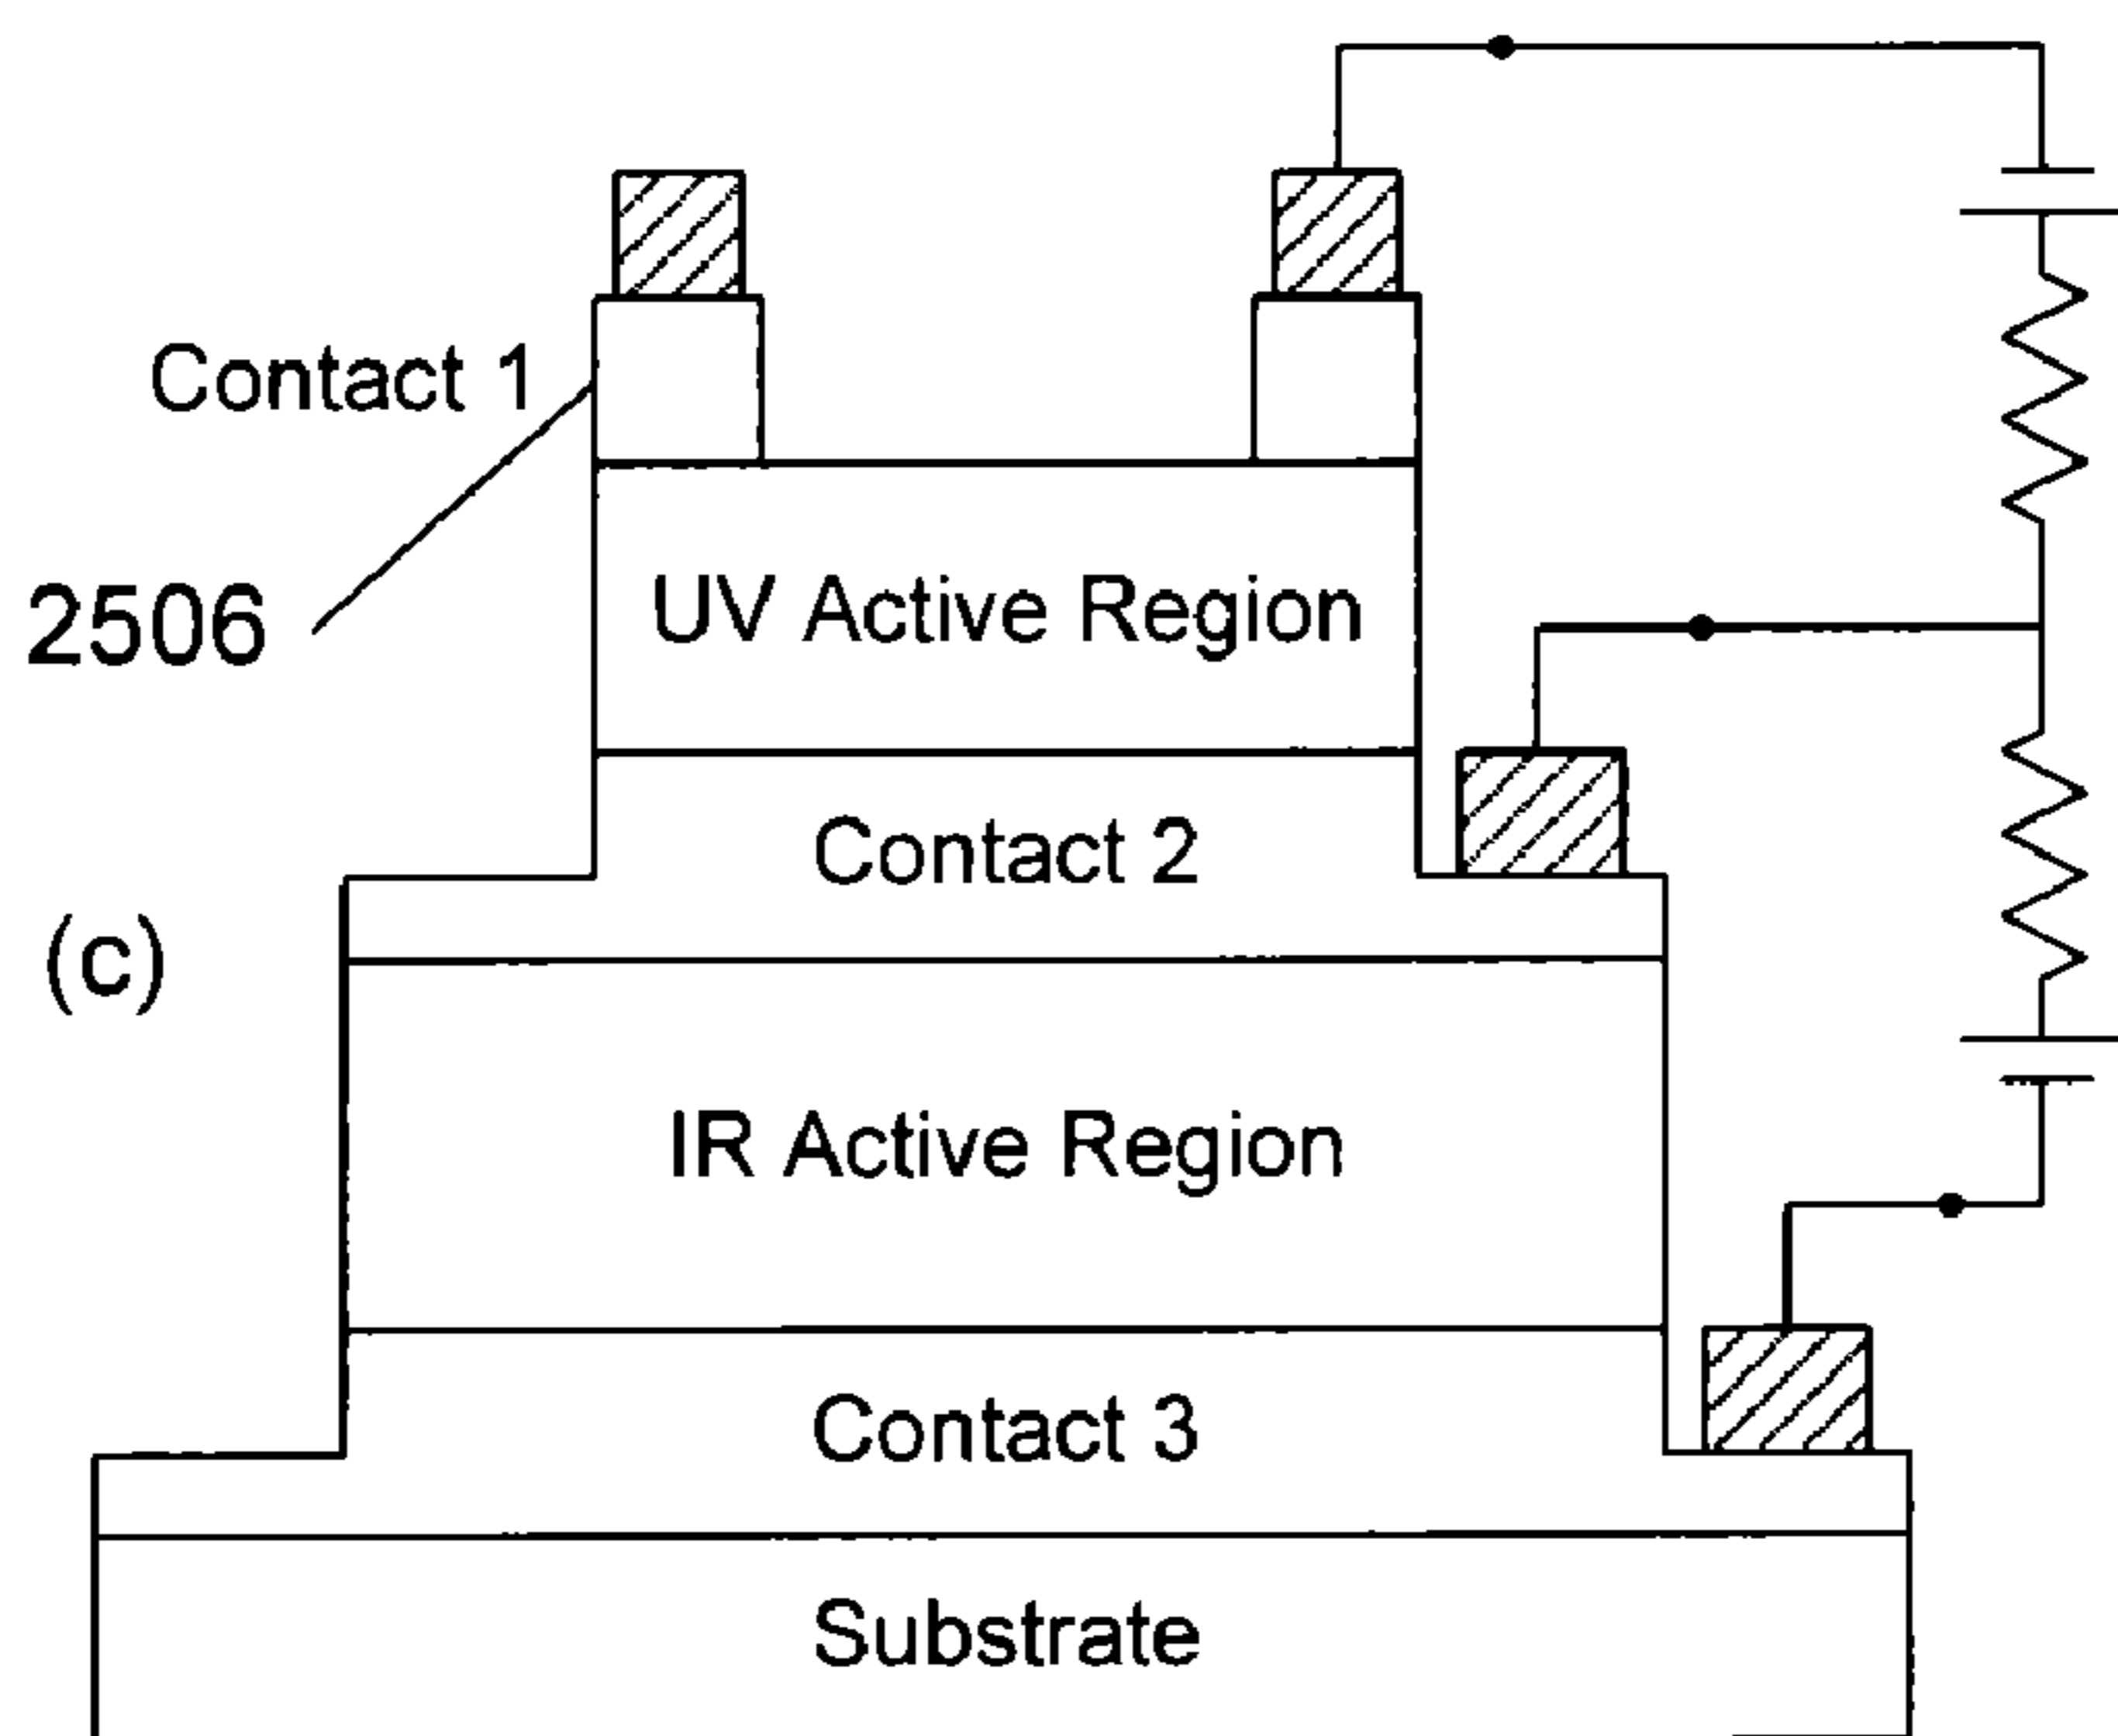 Contact 1
2506
UV Active Region
Contact 2
(c)
IR Active Region
Contact 3
Substrate